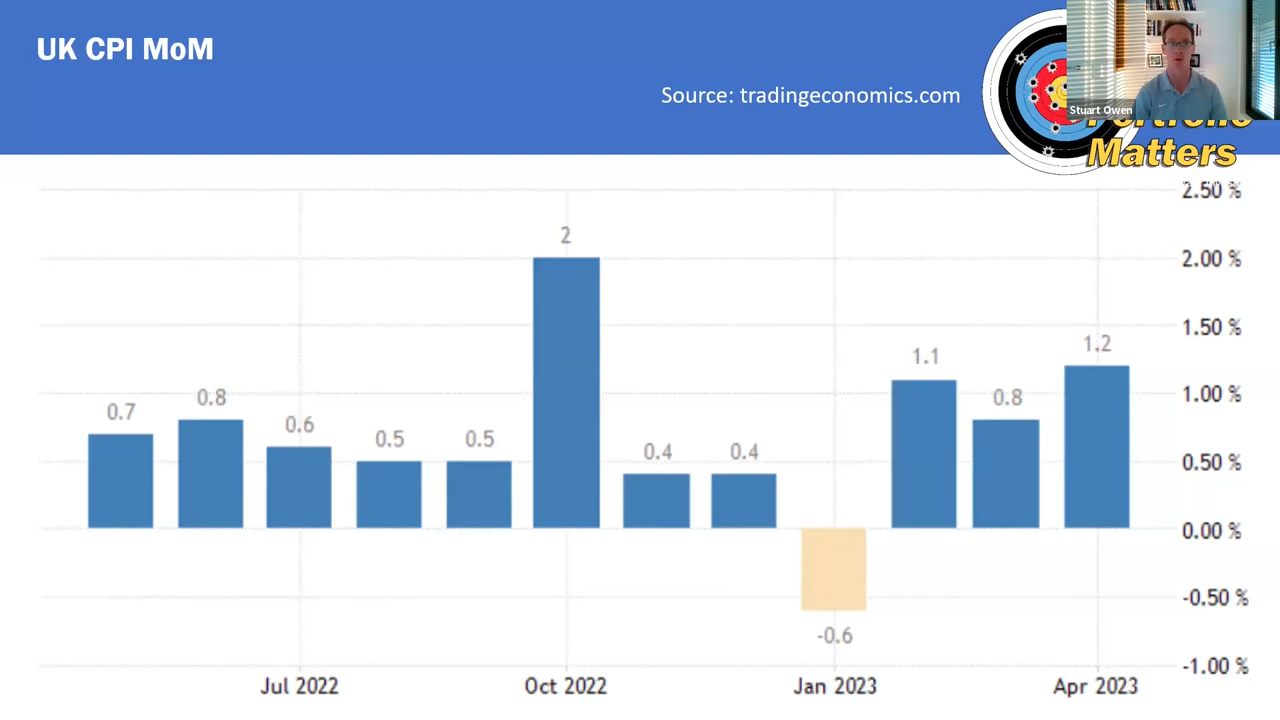 UK CPI MoM
Source: tradingeconomics.com
Stuart Owen
Portfolio
Matters
2.50 %
2
2.00 %
1.50 %
1.1
1.2
0.7
0.8
0.6
0.5
0.5
0.4
0.4
0.8
1.00 %
0.50 %
0.00 %
-0.50 %
-0.6
-1.00 %
Jul 2022
Oct 2022
Jan 2023
Apr 2023